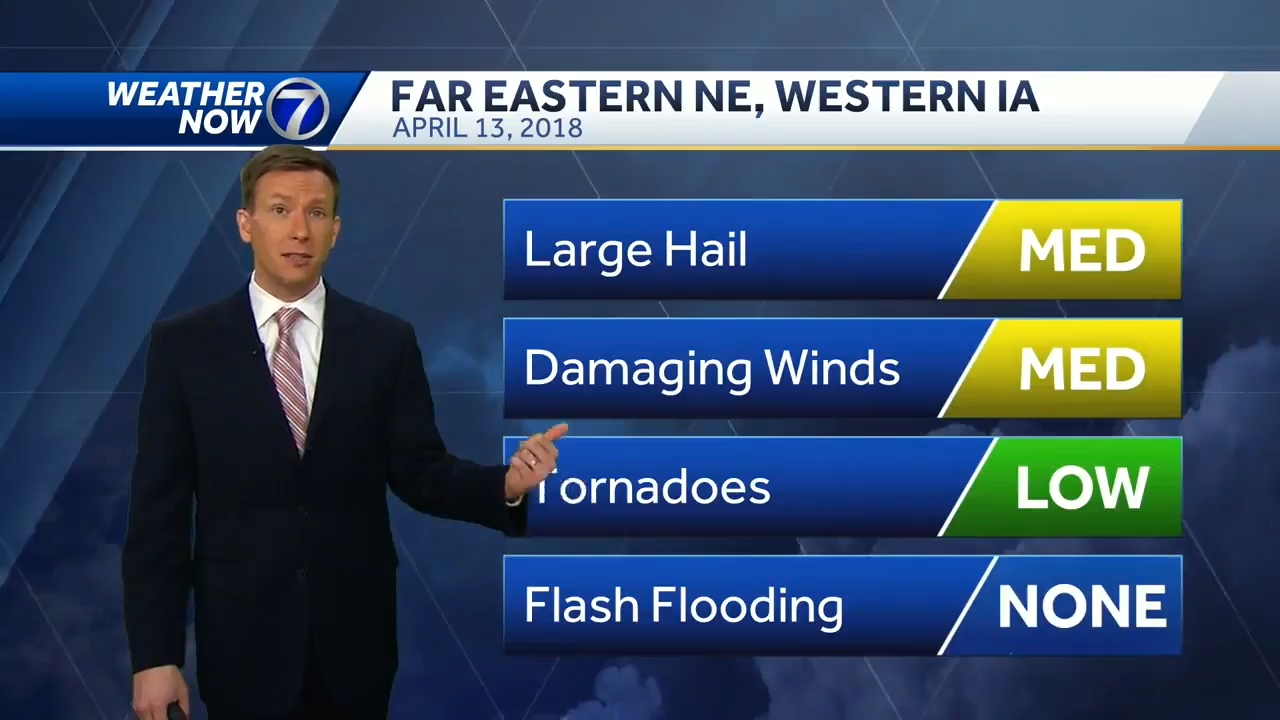 WEATHER
NOW 7
FAR EASTERN NE, WESTERN IA
APRIL 13, 2018
Large Hail MED
Damaging Winds MED
Tornadoes LOW
Flash Flooding NONE